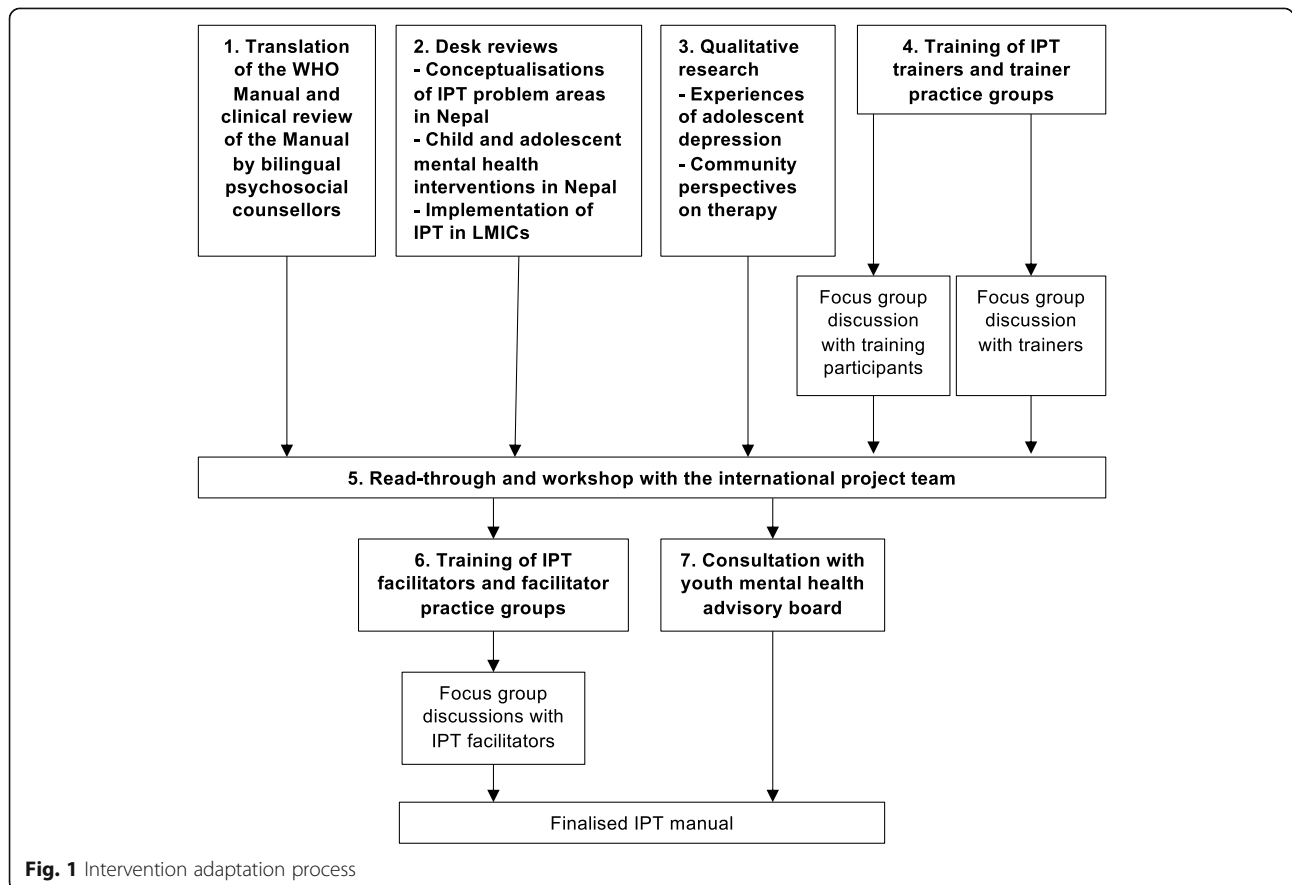 1. Translation
of the WHO
Manual and
clinical review
of the Manual
by bilingual
psychosocial
counsellors
2. Desk reviews
- Conceptualisations
of IPT problem areas
in Nepal
- Child and adolescent
mental health
interventions in Nepal
- Implementation of
IPT in LMICs
3. Qualitative
research
- Experiences
of adolescent
depression
- Community
perspectives
on therapy
4. Training of IPT
trainers and trainer
practice groups
Focus group
discussion
with training
participants
Focus group
discussion
with trainers
5. Read-through and workshop with the international project team
6. Training of IPT
facilitators and facilitator
practice groups
7. Consultation with
youth mental health
advisory board
Focus group
discussions with
IPT facilitators
Finalised IPT manual
Fig. 1 Intervention adaptation process